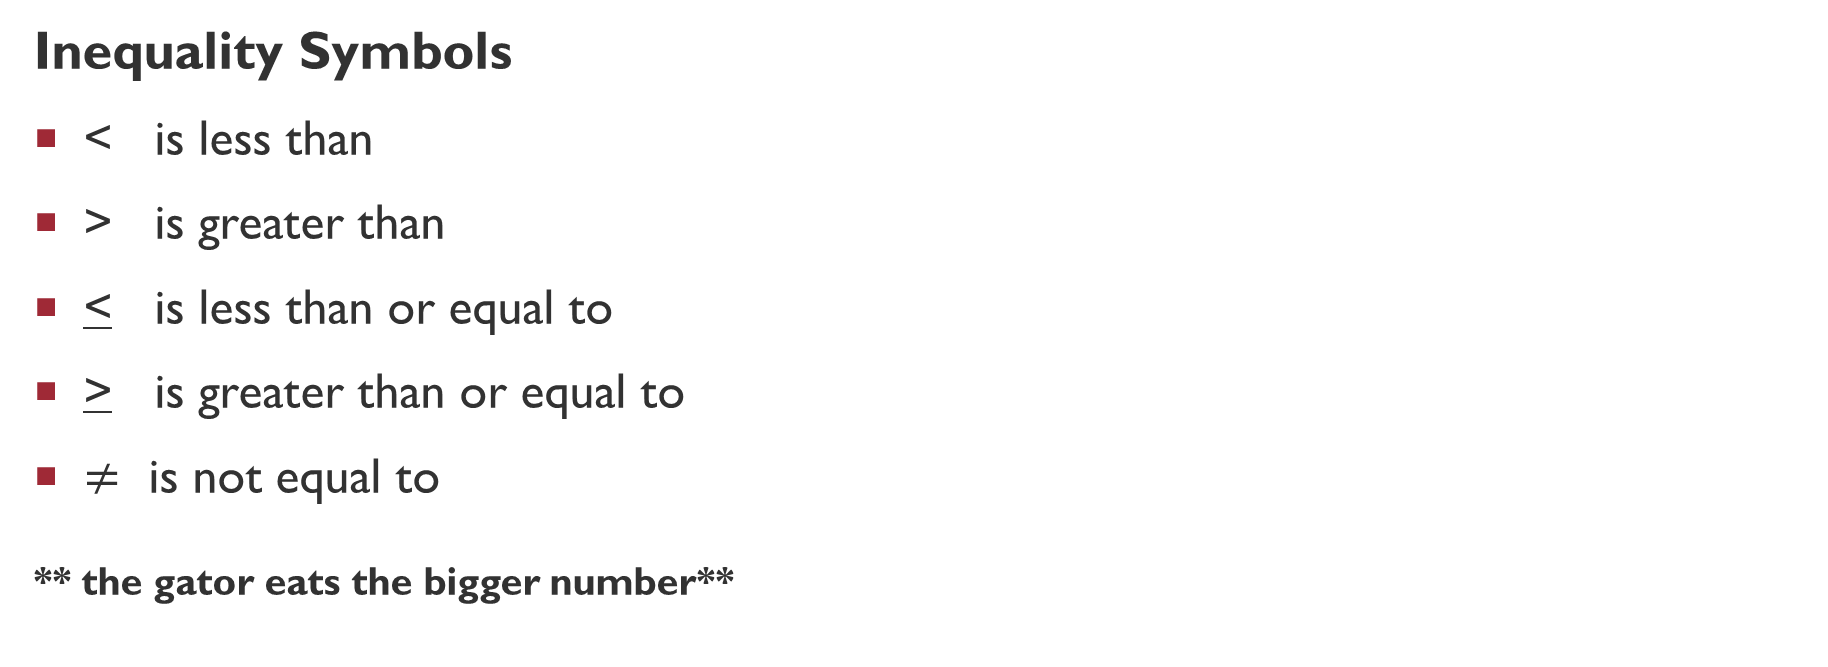 Inequality Symbols
▪ < is less than
▪ > is greater than
▪ ≤ is less than or equal to
▪ ≥ is greater than or equal to
▪ ≠ is not equal to
** the gator eats the bigger number**